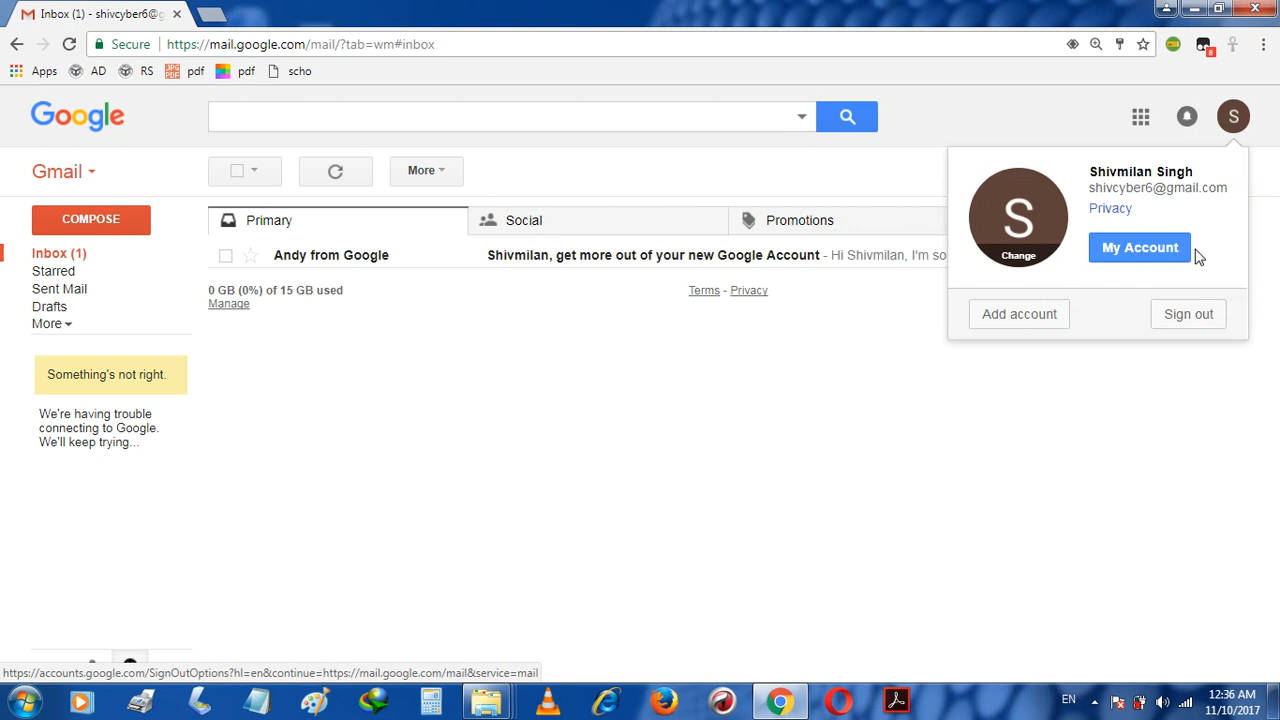 Inbox (1) - shivcyber6@g
Secure
https://mail.google.com/mail/?tab=wm#inbox
8
Apps
AD
RS
pdf
pdf
scho
Google
S
Gmail
More
Shivmilan Singh
shivcyber6@gmail.com
Privacy
My Account
S
Change
Add account
Sign out
COMPOSE
Primary
Social
Promotions
Inbox (1)
Starred
Sent Mail
Drafts
More
Andy from Google
Shivmilan, get more out of your new Google Account - Hi Shivmilan, I'm so
0 GB (0%) of 15 GB used
Manage
Terms - Privacy
Something's not right.
We're having trouble
connecting to Google.
We'll keep trying...
https://accounts.google.com/SignOutOptions?hl=en&continue=https://mail.google.com/mail&service=mail
EN
12:36 AM
11/10/2017